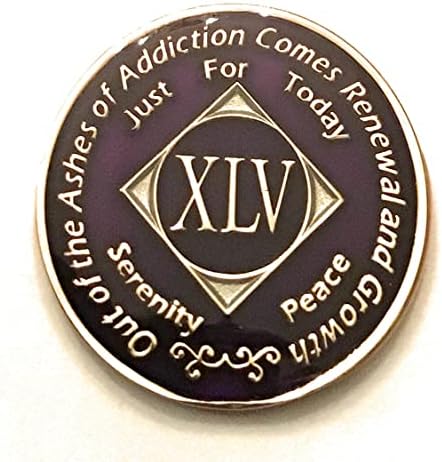 Out of the Ashes of Addiction Comes Renewal and Growth
Just For Today
XLV
Serenity Peace